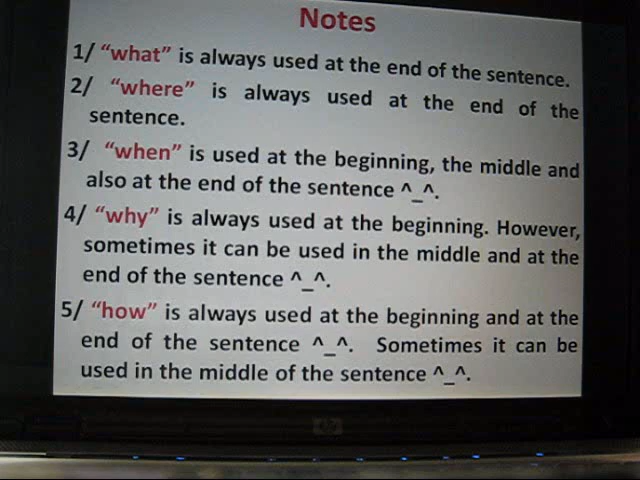 Notes
1/ “what” is always used at the end of the sentence.
2/ “where” is always used at the end of the
sentence.
3/ “when” is used at the beginning, the middle and
also at the end of the sentence ^_^.
4/ “why” is always used at the beginning. However,
sometimes it can be used in the middle and at the
end of the sentence ^_^.
5/ “how” is always used at the beginning and at the
end of the sentence ^_^. Sometimes it can be
used in the middle of the sentence ^_^.
hp